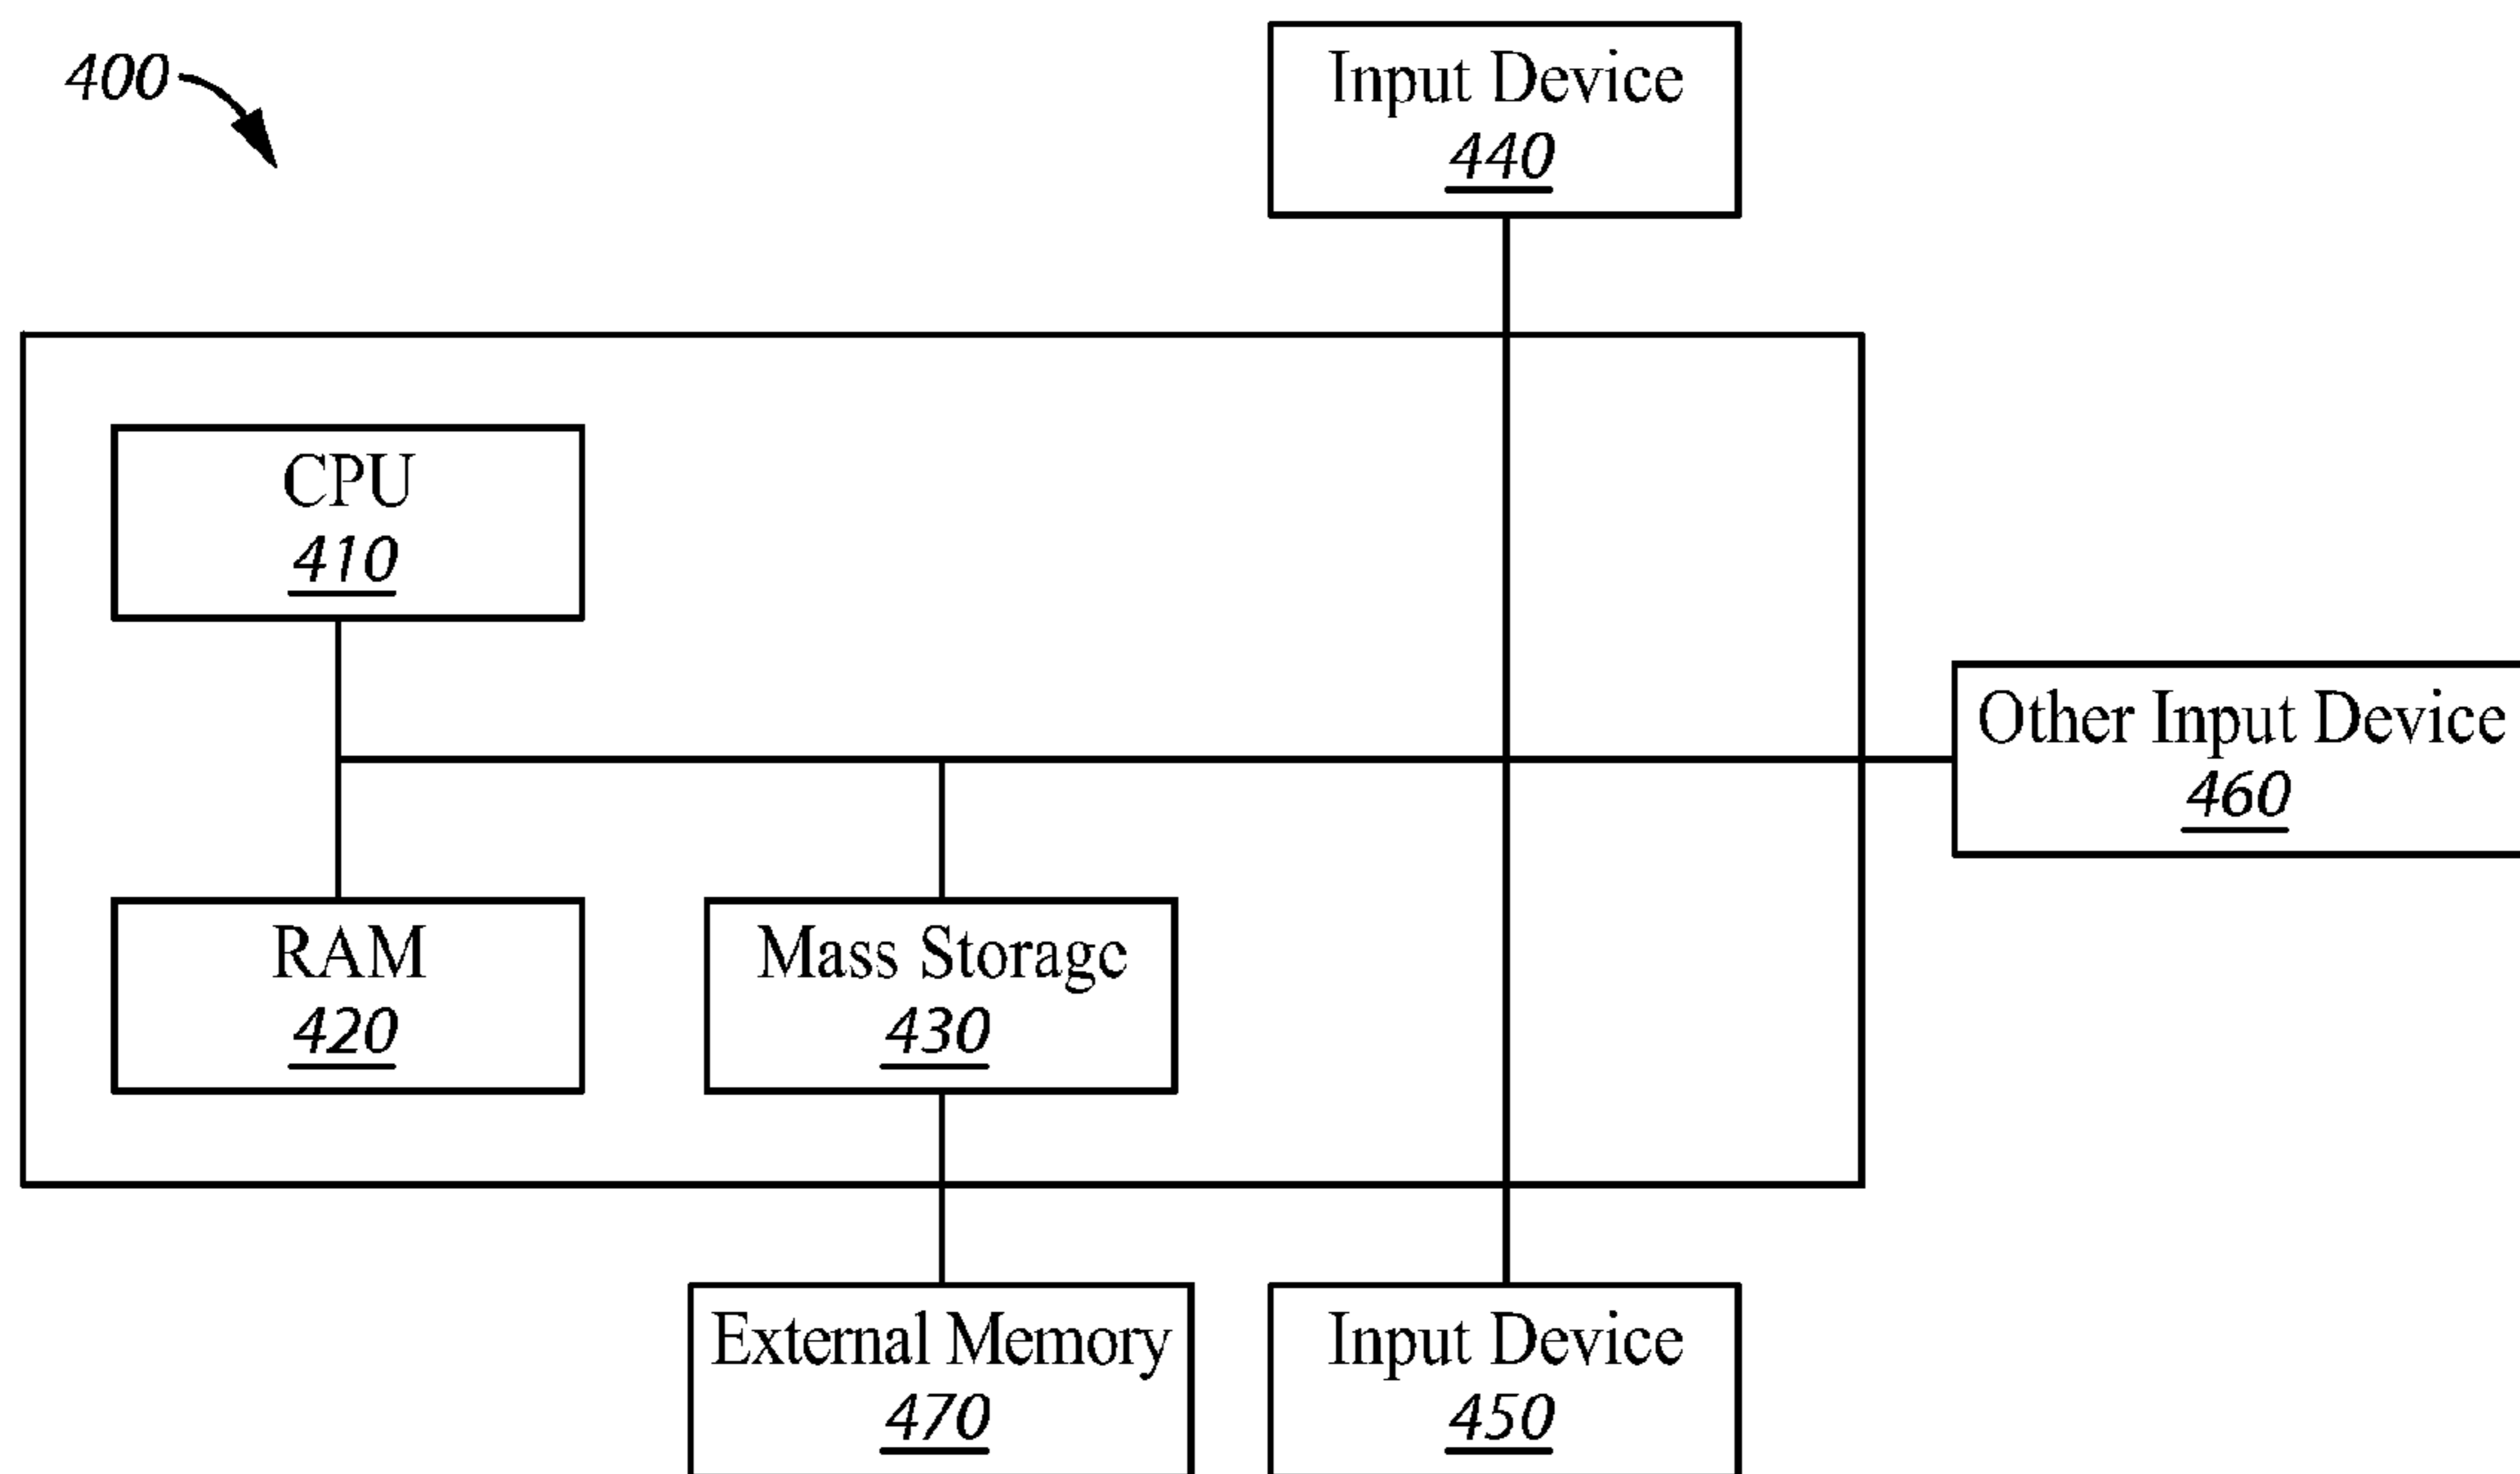 400
Input Device
440
CPU
410
Other Input Device
460
RAM
420
Mass Storage
430
External Memory
470
Input Device
450